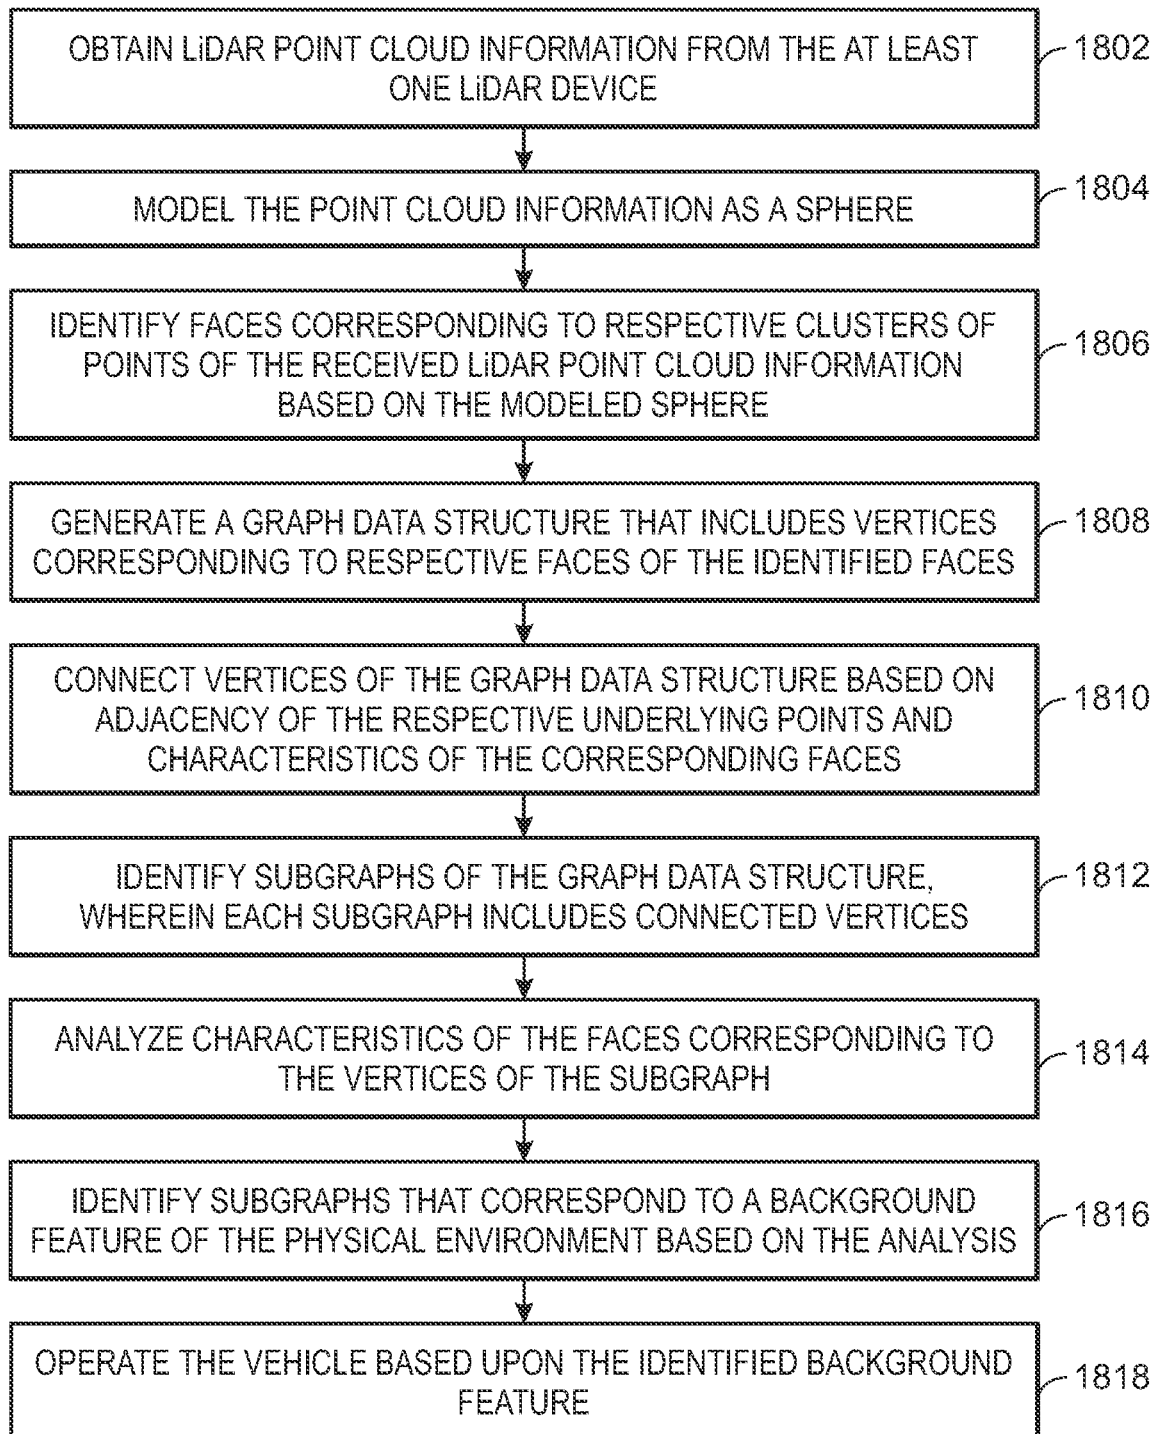 OBTAIN LiDAR POINT CLOUD INFORMATION FROM THE AT LEAST
ONE LiDAR DEVICE
1802
MODEL THE POINT CLOUD INFORMATION AS A SPHERE
1804
IDENTIFY FACES CORRESPONDING TO RESPECTIVE CLUSTERS OF
POINTS OF THE RECEIVED LiDAR POINT CLOUD INFORMATION
BASED ON THE MODELED SPHERE
1806
GENERATE A GRAPH DATA STRUCTURE THAT INCLUDES VERTICES
CORRESPONDING TO RESPECTIVE FACES OF THE IDENTIFIED FACES
1808
CONNECT VERTICES OF THE GRAPH DATA STRUCTURE BASED ON
ADJACENCY OF THE RESPECTIVE UNDERLYING POINTS AND
CHARACTERISTICS OF THE CORRESPONDING FACES
1810
IDENTIFY SUBGRAPHS OF THE GRAPH DATA STRUCTURE,
WHEREIN EACH SUBGRAPH INCLUDES CONNECTED VERTICES
1812
ANALYZE CHARACTERISTICS OF THE FACES CORRESPONDING TO
THE VERTICES OF THE SUBGRAPH
1814
IDENTIFY SUBGRAPHS THAT CORRESPOND TO A BACKGROUND
FEATURE OF THE PHYSICAL ENVIRONMENT BASED ON THE ANALYSIS
1816
OPERATE THE VEHICLE BASED UPON THE IDENTIFIED BACKGROUND
FEATURE
1818